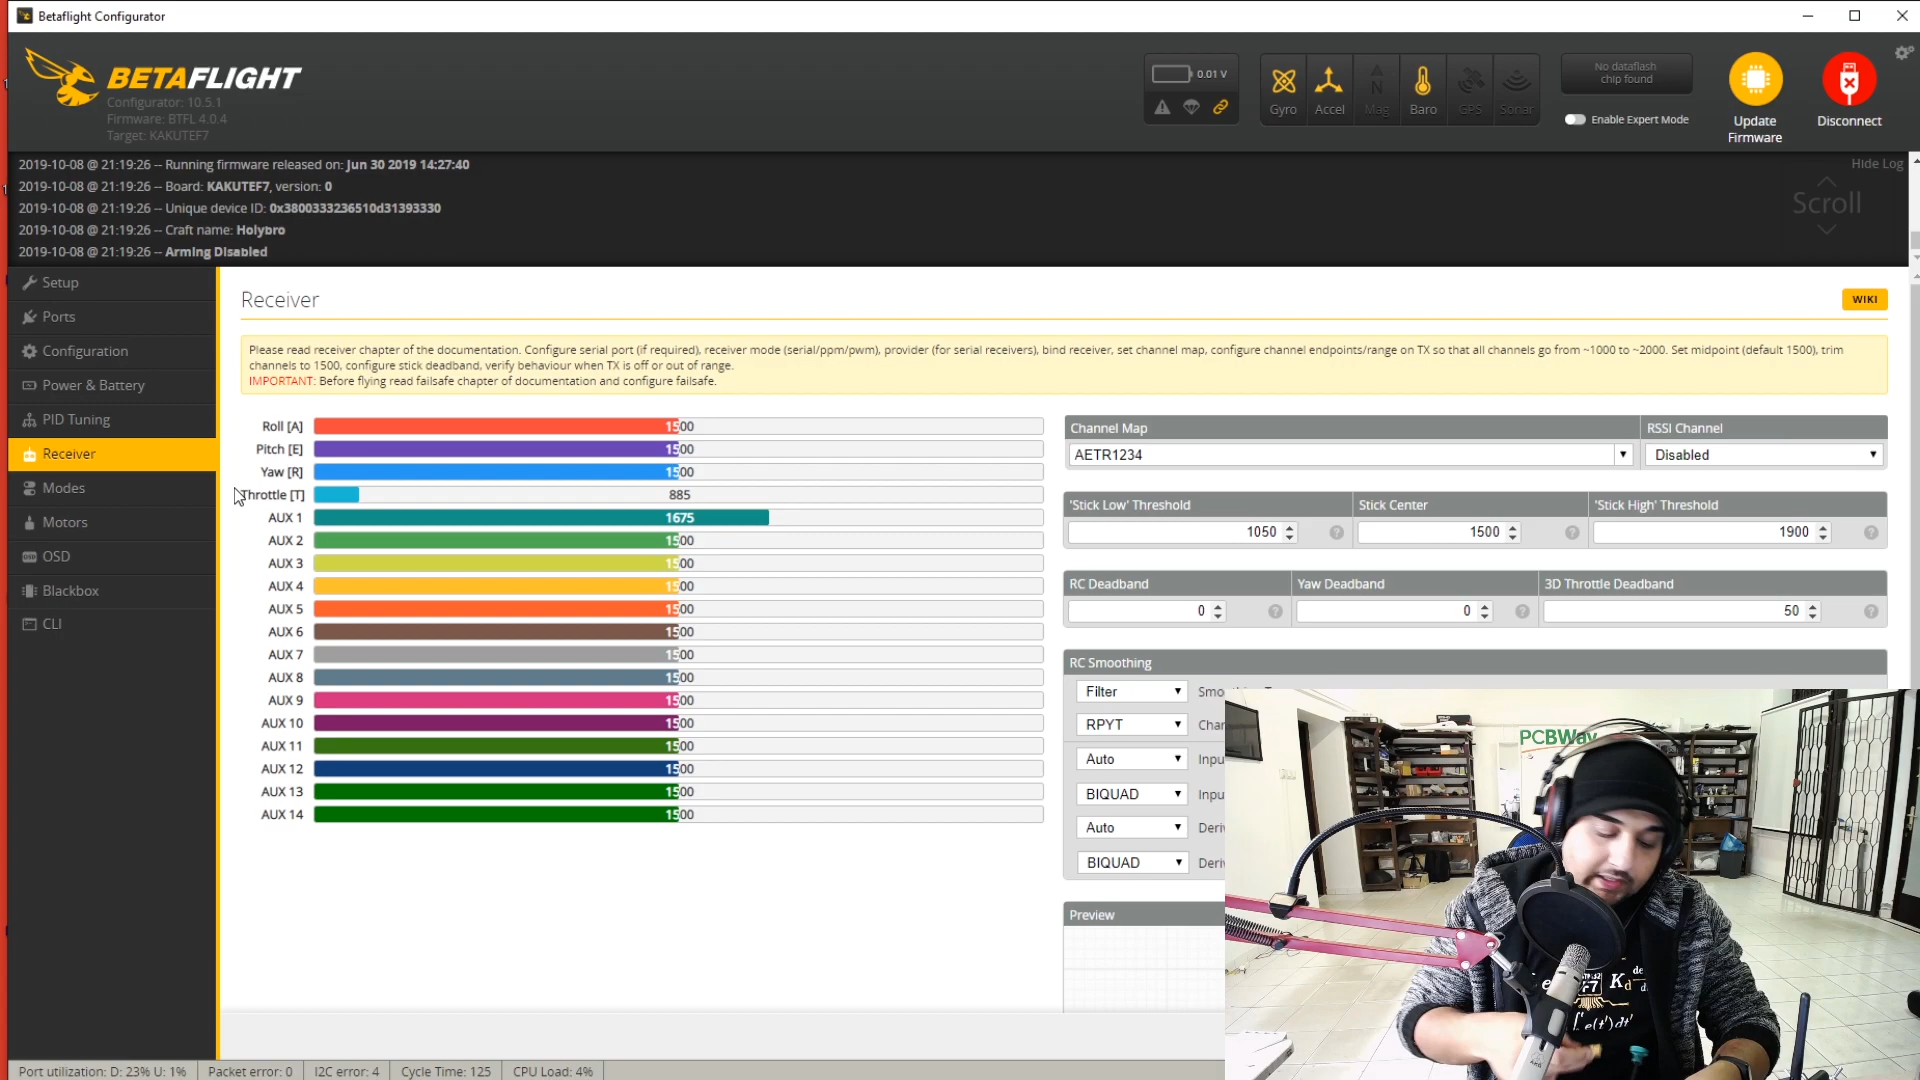 Betaflight Configurator
BETAFLIGHT
Configurator: 10.5.1
Firmware: BTFL 4.0.4
Target: KAKUTEF7
0.01 V
Gyro
Accel
Mag
Baro
GPS
Sonar
No dataflash
chip found
Enable Expert Mode
Update
Firmware
Disconnect
2019-10-08 @ 21:19:26 -- Running firmware released on: Jun 30 2019 14:27:40
2019-10-08 @ 21:19:26 -- Board: KAKUTEF7, version: 0
2019-10-08 @ 21:19:26 -- Unique device ID: 0x3800333236510d31393330
2019-10-08 @ 21:19:26 -- Craft name: Holybro
2019-10-08 @ 21:19:26 -- Arming Disabled
Hide Log
Scroll
Setup
Ports
Configuration
Power & Battery
PID Tuning
Receiver
Modes
Motors
OSD
Blackbox
CLI
Receiver
WIKI
Please read receiver chapter of the documentation. Configure serial port (if required), receiver mode (serial/ppm/pwm), provider (for serial receivers), bind receiver, set channel map, configure channel endpoints/range on TX so that all channels go from ~1000 to ~2000. Set midpoint (default 1500), trim
channels to 1500, configure stick deadband, verify behaviour when TX is off or out of range.
IMPORTANT: Before flying read failsafe chapter of documentation and configure failsafe.
Roll [A] 1500
Pitch [E] 1500
Yaw [R] 1500
Throttle [T] 885
AUX 1 1675
AUX 2 1500
AUX 3 1500
AUX 4 1500
AUX 5 1500
AUX 6 1500
AUX 7 1500
AUX 8 1500
AUX 9 1500
AUX 10 1500
AUX 11 1500
AUX 12 1500
AUX 13 1500
AUX 14 1500
Channel Map
RSSI Channel
AETR1234
Disabled
'Stick Low' Threshold
Stick Center
'Stick High' Threshold
1050
1500
1900
RC Deadband
Yaw Deadband
3D Throttle Deadband
0
0
50
RC Smoothing
Filter
RPYT
Auto
BIQUAD
Auto
BIQUAD
Preview
PCBWay
Port utilization: D: 23% U: 1%
Packet error: 0
I2C error: 4
Cycle Time: 125
CPU Load: 4%